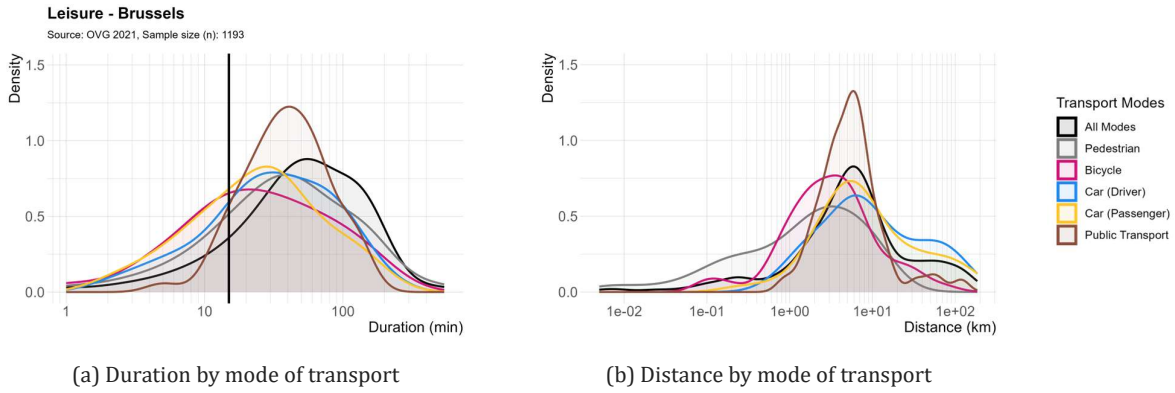 Leisure - Brussels
Source: OVG 2021, Sample size (n): 1193
(a)
Density
1.5
1.0
0.5
0.0
1
10
100
Duration (min)
(a) Duration by mode of transport
(b)
Density
1.5
1.0
0.5
0.0
1e-02
1e-01
1e+00
1e+01
1e+02
Distance (km)
(b) Distance by mode of transport
Transport Modes
All Modes
Pedestrian
Bicycle
Car (Driver)
Car (Passenger)
Public Transport